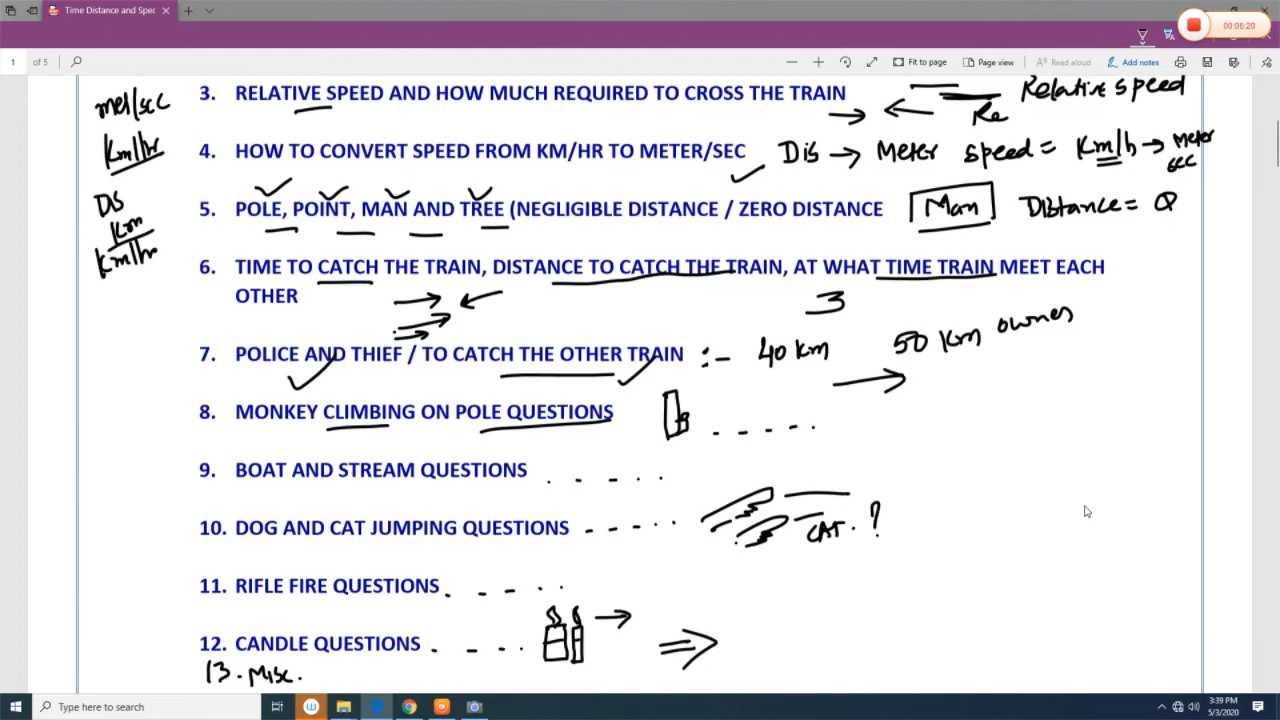 Time Distance and Spec
00:06:20
1 of 5
Fit to page
Page view
Read aloud
Add notes
met/sec
3. RELATIVE SPEED AND HOW MUCH REQUIRED TO CROSS THE TRAIN
Re
Relative speed
km/hr
4. HOW TO CONVERT SPEED FROM KM/HR TO METER/SEC
Dis → Meter speed = Km/h → Meter
sec
DS
5. POLE, POINT, MAN AND TREE (NEGLIGIBLE DISTANCE / ZERO DISTANCE
Man
Distance = 0
Km
Km/hr
6. TIME TO CATCH THE TRAIN, DISTANCE TO CATCH THE TRAIN, AT WHAT TIME TRAIN MEET EACH
OTHER
3
7. POLICE AND THIEF / TO CATCH THE OTHER TRAIN
:- 40 km
50 km owner
8. MONKEY CLIMBING ON POLE QUESTIONS
9. BOAT AND STREAM QUESTIONS
10. DOG AND CAT JUMPING QUESTIONS
CAT. ?
11. RIFLE FIRE QUESTIONS
12. CANDLE QUESTIONS
13. Misc.
Type here to search
3:39 PM
5/3/2020